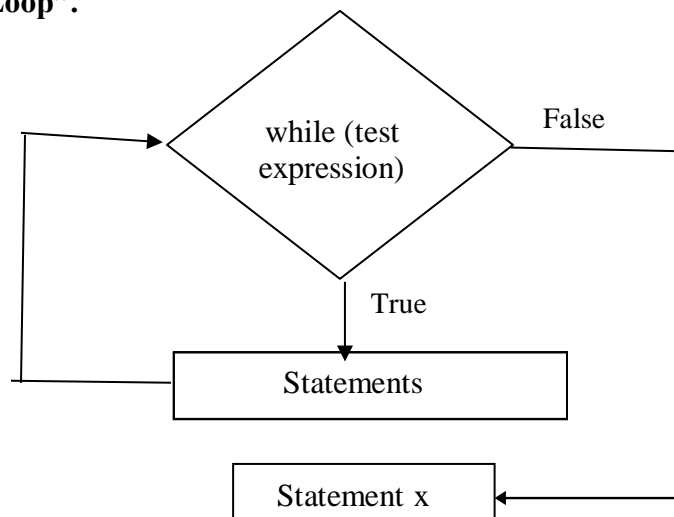 Loop".
while (test
expression)
False
True
Statements
Statement x